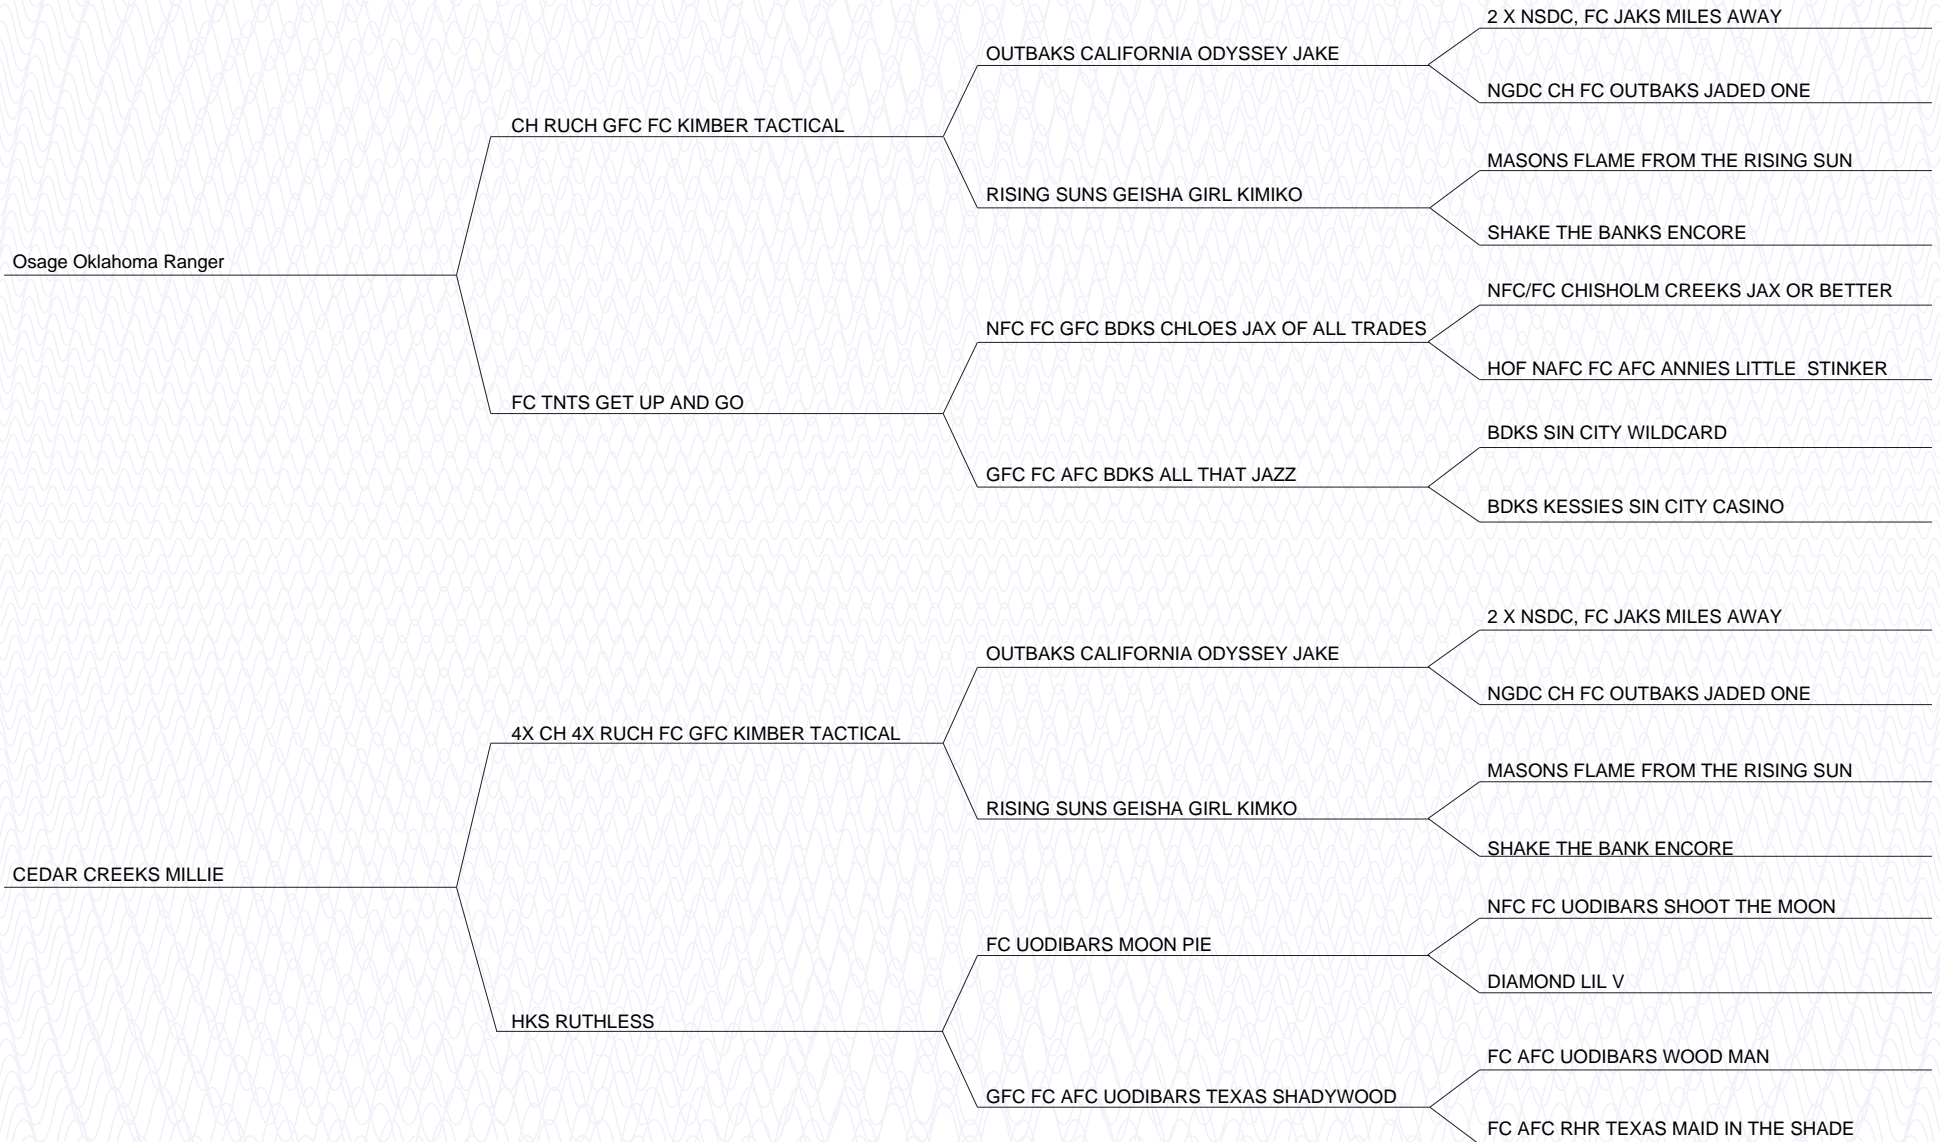 2 X NSDC, FC JAKS MILES AWAY
OUTBAKS CALIFORNIA ODYSSEY JAKE
NGDC CH FC OUTBAKS JADED ONE
CH RUCH GFC FC KIMBER TACTICAL
MASONS FLAME FROM THE RISING SUN
RISING SUNS GEISHA GIRL KIMIKO
SHAKE THE BANKS ENCORE
Osage Oklahoma Ranger
NFC/FC CHISHOLM CREEKS JAX OR BETTER
NFC FC GFC BDKS CHLOES JAX OF ALL TRADES
HOF NAFC FC AFC ANNIES LITTLE  STINKER
FC TNTS GET UP AND GO
BDKS SIN CITY WILDCARD
GFC FC AFC BDKS ALL THAT JAZZ
BDKS KESSIES SIN CITY CASINO
2 X NSDC, FC JAKS MILES AWAY
OUTBAKS CALIFORNIA ODYSSEY JAKE
NGDC CH FC OUTBAKS JADED ONE
4X CH 4X RUCH FC GFC KIMBER TACTICAL
MASONS FLAME FROM THE RISING SUN
RISING SUNS GEISHA GIRL KIMKO
SHAKE THE BANK ENCORE
CEDAR CREEKS MILLIE
NFC FC UODIBARS SHOOT THE MOON
FC UODIBARS MOON PIE
DIAMOND LIL V
HKS RUTHLESS
FC AFC UODIBARS WOOD MAN
GFC FC AFC UODIBARS TEXAS SHADYWOOD
FC AFC RHR TEXAS MAID IN THE SHADE